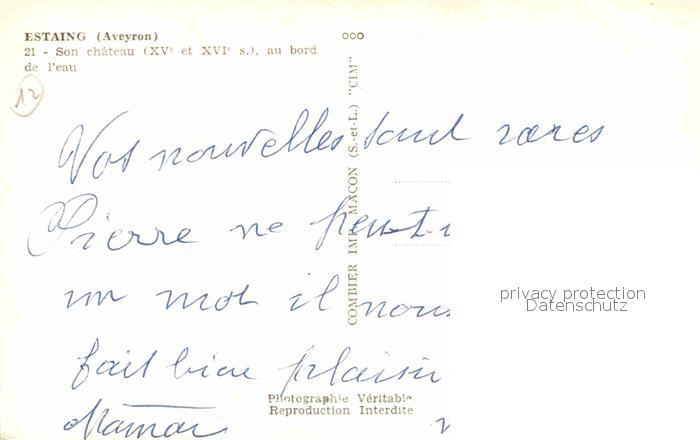 ESTAING (Aveyron)
21 - Son château (XVᵉ et XVIᵉ s.), au bord
de l'eau
12
COMBIER IMP. MACON (S.-et-L.) "CIM"
Vos nouvelles sont rares
Pierre ne peut-i
un mot il nous
fait bien plaisir
Maman
privacy protection
Datenschutz
Photographie Véritable
Reproduction Interdite